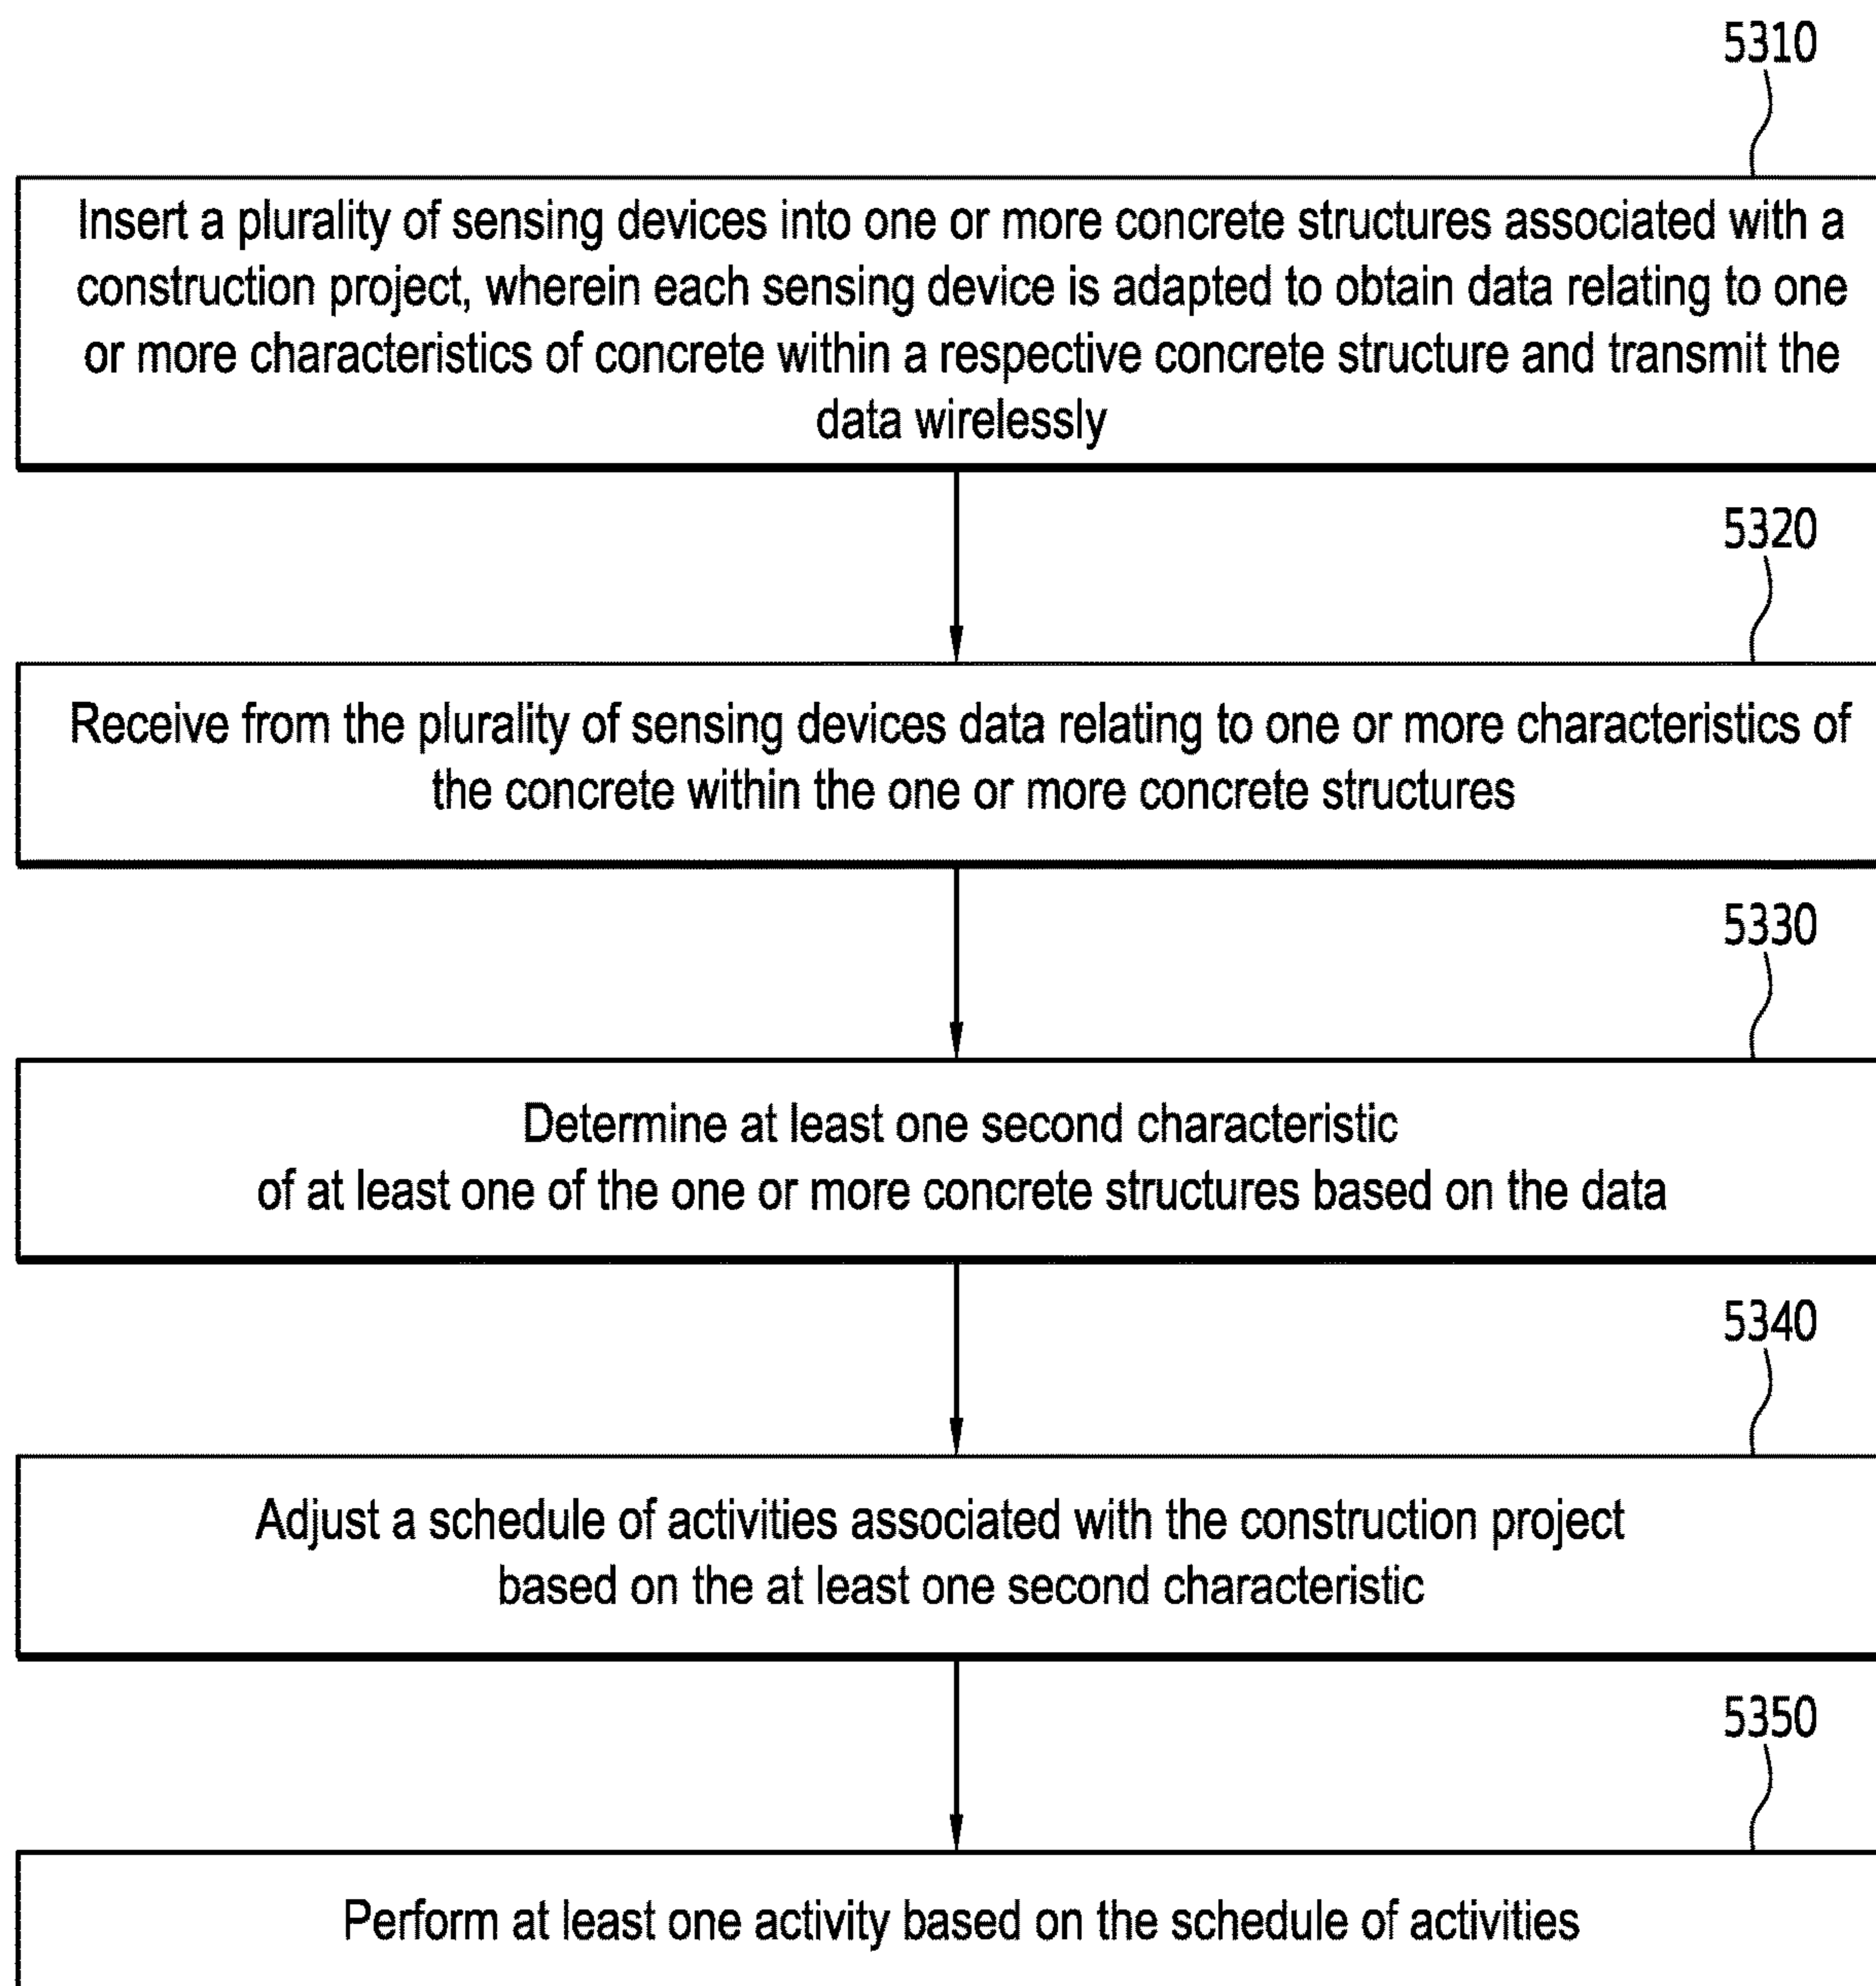 5310
Insert a plurality of sensing devices into one or more concrete structures associated with a
construction project, wherein each sensing device is adapted to obtain data relating to one
or more characteristics of concrete within a respective concrete structure and transmit the
data wirelessly
5320
Receive from the plurality of sensing devices data relating to one or more characteristics of
the concrete within the one or more concrete structures
5330
Determine at least one second characteristic
of at least one of the one or more concrete structures based on the data
5340
Adjust a schedule of activities associated with the construction project
based on the at least one second characteristic
5350
Perform at least one activity based on the schedule of activities